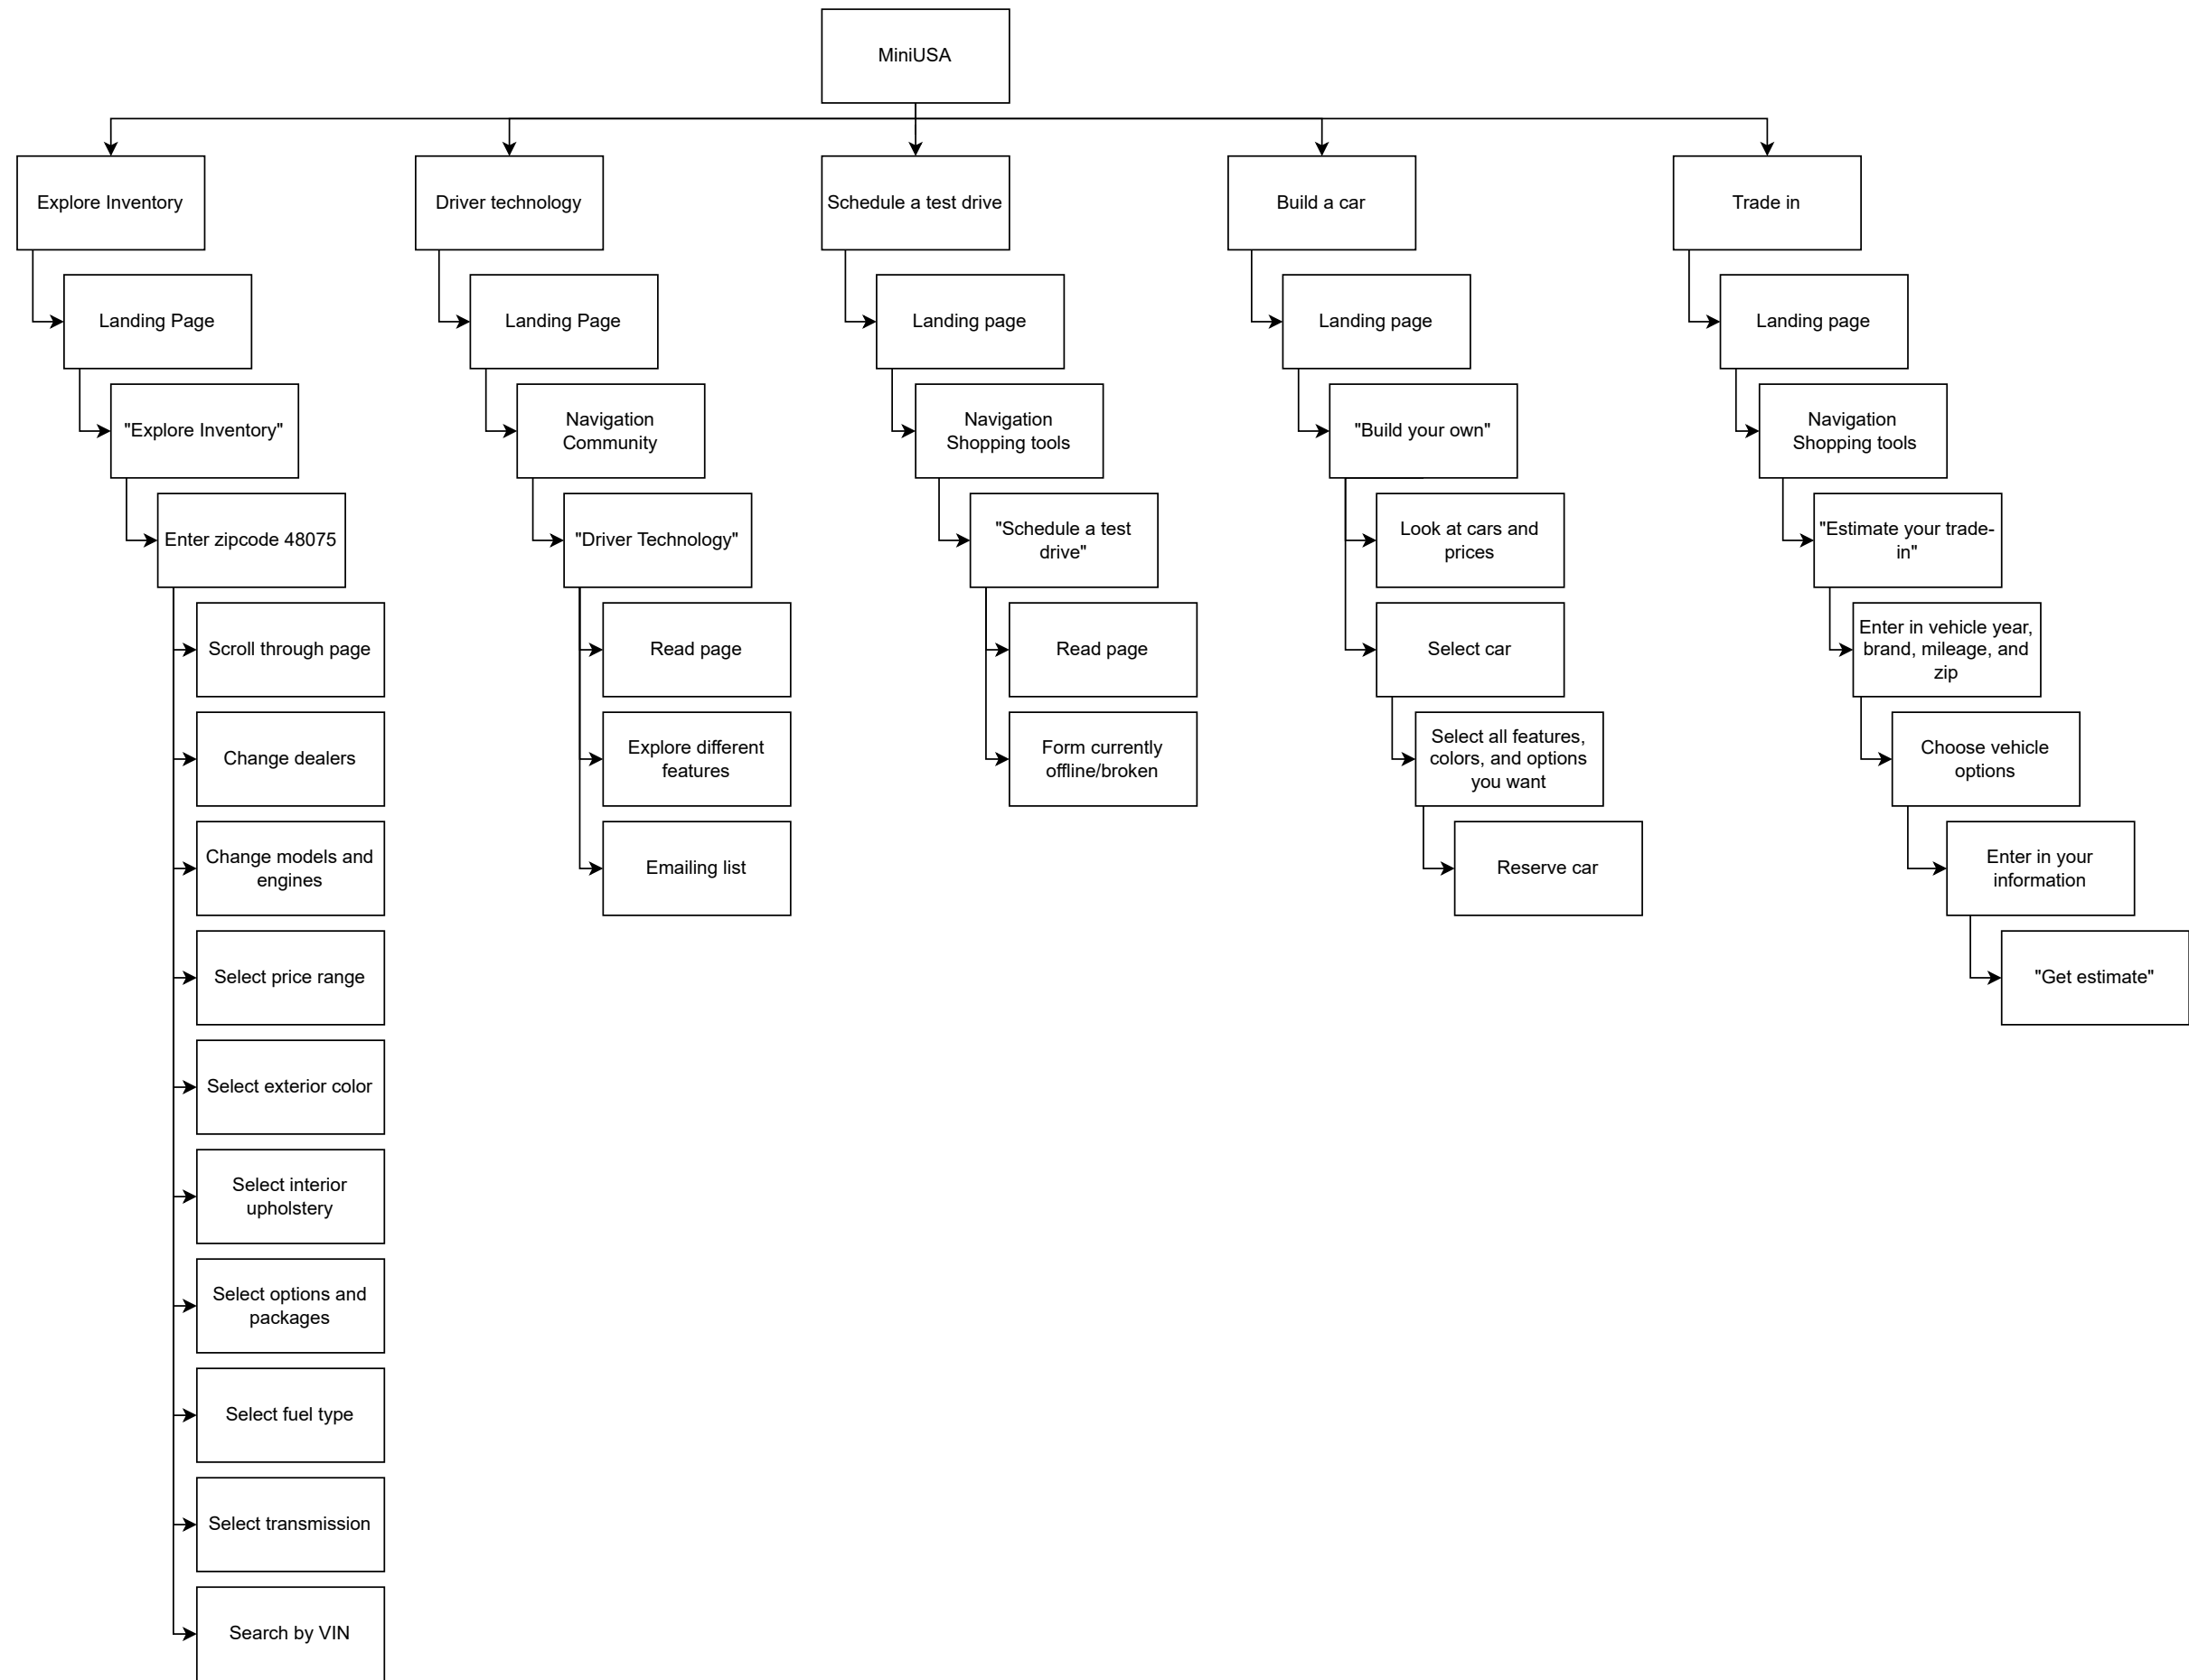 MiniUSA
Explore Inventory
Landing Page
"Explore Inventory"
Enter zipcode 48075
Scroll through page
Change dealers
Change models and
engines
Select price range
Select exterior color
Select interior
upholstery
Select options and
packages
Select fuel type
Select transmission
Search by VIN
Driver technology
Landing Page
Navigation
Community
"Driver Technology"
Read page
Explore different
features
Emailing list
Schedule a test drive
Landing page
Navigation
Shopping tools
"Schedule a test
drive"
Read page
Form currently
offline/broken
Build a car
Landing page
"Build your own"
Look at cars and
prices
Select car
Select all features,
colors, and options
you want
Reserve car
Trade in
Landing page
Navigation
Shopping tools
"Estimate your trade-
in"
Enter in vehicle year,
brand, mileage, and
zip
Choose vehicle
options
Enter in your
information
"Get estimate"